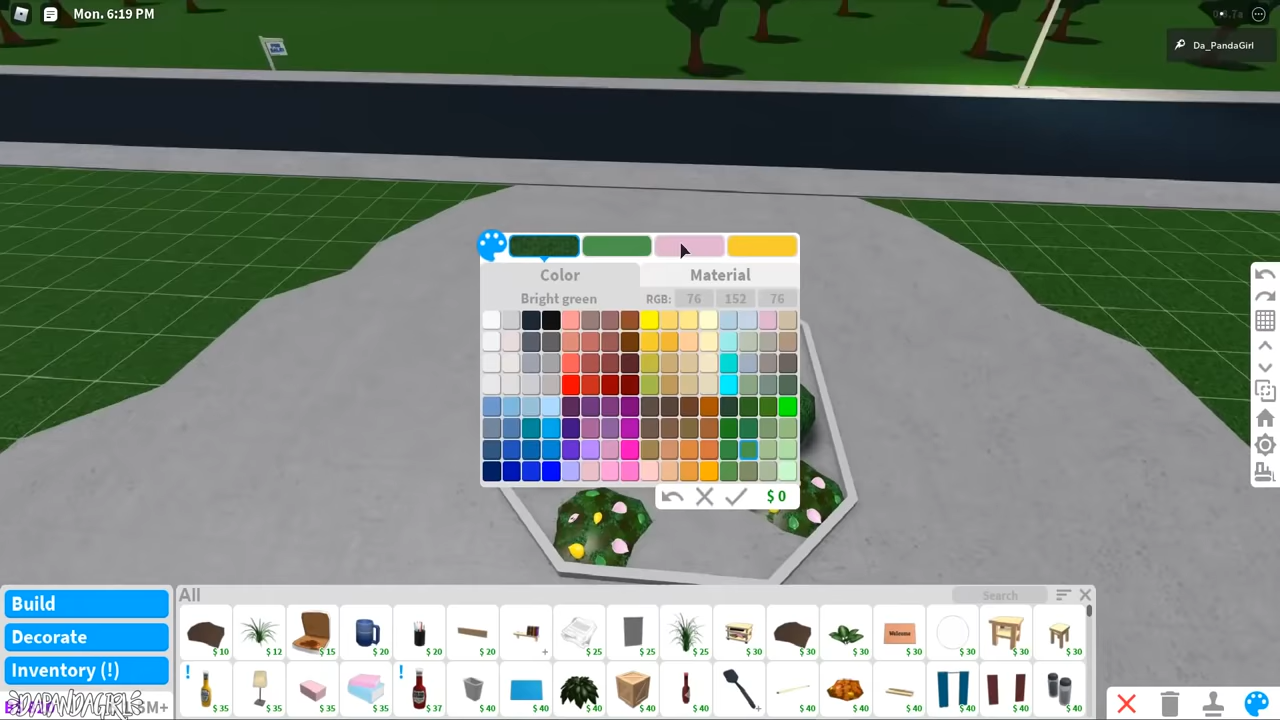 Mon. 6:19 PM
Da_PandaGirl
Color
Material
Bright green
RGB: 76 152 76
$ 0
Build
Decorate
Inventory (!)
All
Search
$ 10
$ 12
$ 15
$ 20
$ 20
$ 20
+
$ 25
$ 25
$ 25
$ 30
$ 30
$ 30
Welcome
$ 30
$ 30
$ 30
$ 30
! $ 35
$ 35
$ 35
$ 35
! $ 37
$ 40
$ 40
$ 40
$ 40
$ 40
+
$ 40
$ 40
$ 40
$ 40
$ 40
$ 40
DAPANDAGIRLS
M+